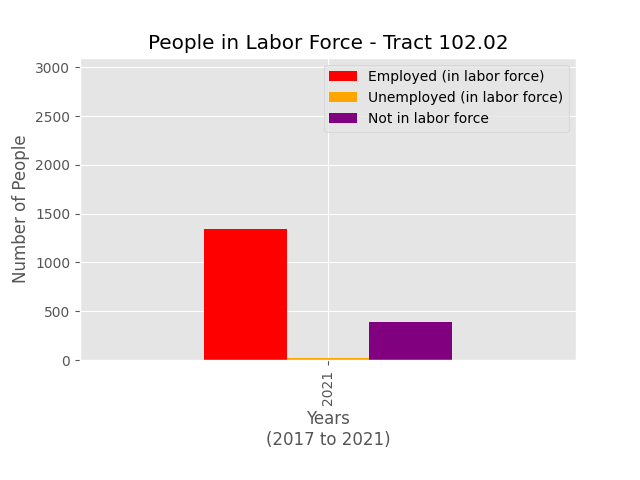 People in Labor Force - Tract 102.02
Employed (in labor force)
Unemployed (in labor force)
Not in labor force
Number of People
3000
2500
2000
1500
1000
500
0
2021
Years
(2017 to 2021)